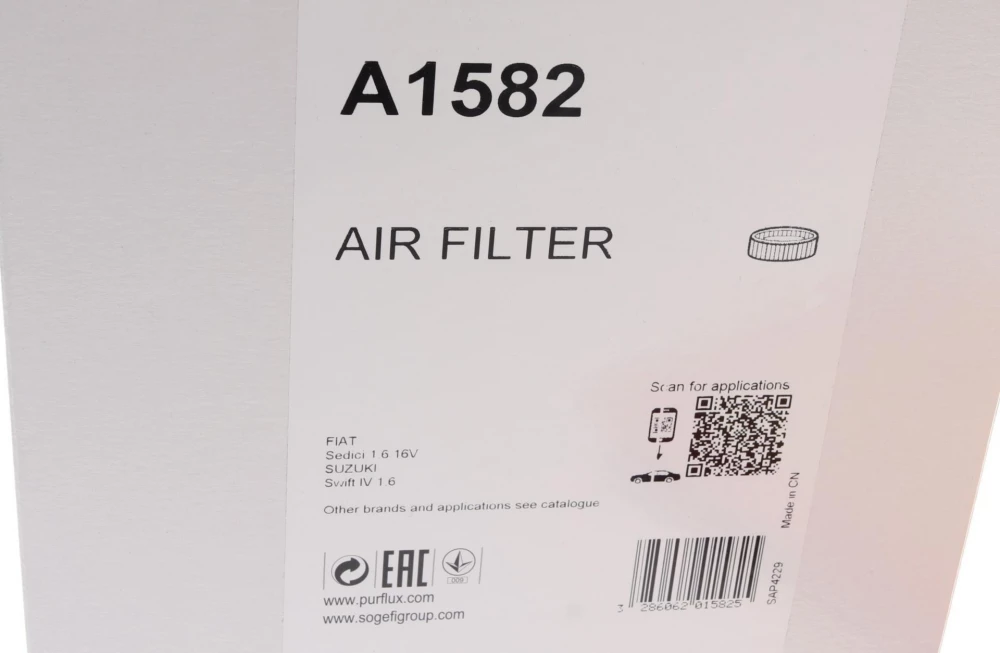 A1582
AIR FILTER
Scan for applications
FIAT
Sedici 1.6 16V
SUZUKI
Swift IV 1.6
Other brands and applications see catalogue
Made in CN
EAC
009
www.purflux.com
www.sogefigroup.com
3 286062 015825
SAP4229